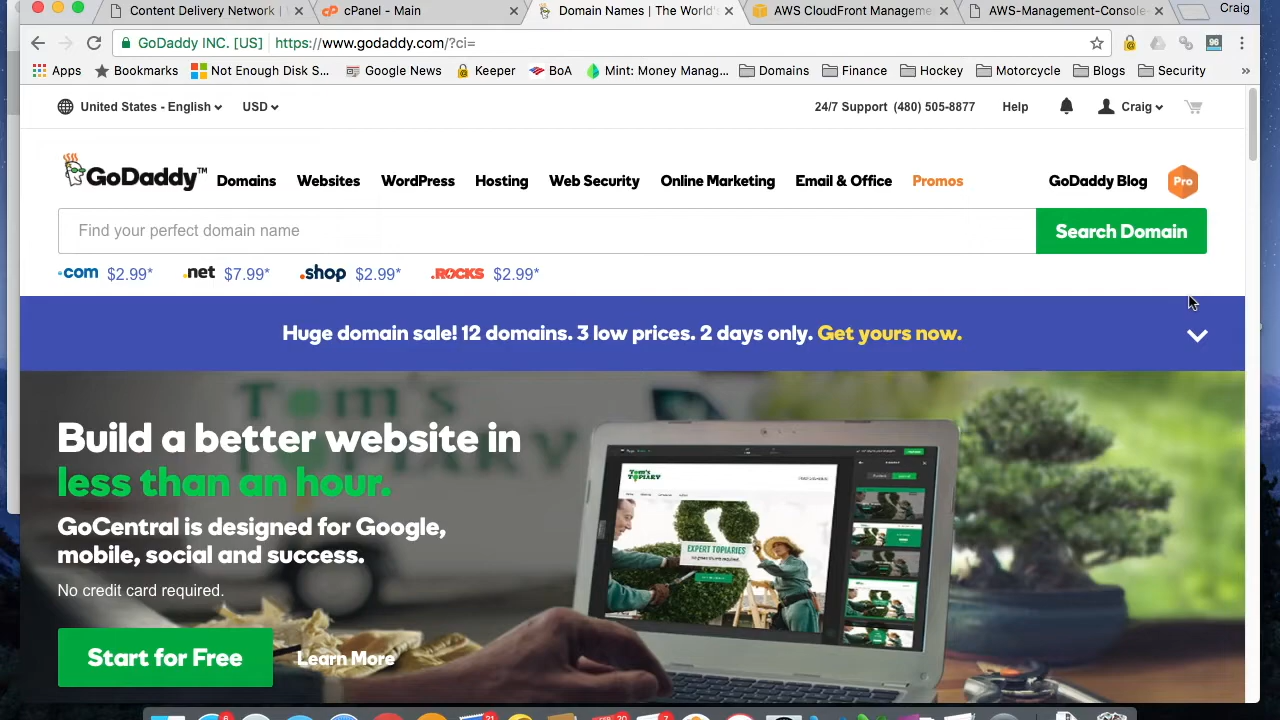 Content Delivery Network |
cPanel - Main
Domain Names | The World'
AWS CloudFront Manageme
AWS-Management-Console
Craig
GoDaddy INC. [US]
https://www.godaddy.com/?ci=
96
Apps
Bookmarks
Not Enough Disk S...
Google News
Keeper
BoA
Mint: Money Manag...
Domains
Finance
Hockey
Motorcycle
Blogs
Security
»
United States - English
USD
24/7 Support (480) 505-8877
Help
Craig
GoDaddy™
Domains
Websites
WordPress
Hosting
Web Security
Online Marketing
Email & Office
Promos
GoDaddy Blog
Pro
Find your perfect domain name
Search Domain
.com $2.99*
.net $7.99*
.shop $2.99*
.ROCKS $2.99*
Huge domain sale! 12 domains. 3 low prices. 2 days only. Get yours now.
Tom's
Build a better website in
less than an hour.
GoCentral is designed for Google,
mobile, social and success.
No credit card required.
Start for Free
Learn More
Tom's
TOPIARY
EXPERT TOPIARIES